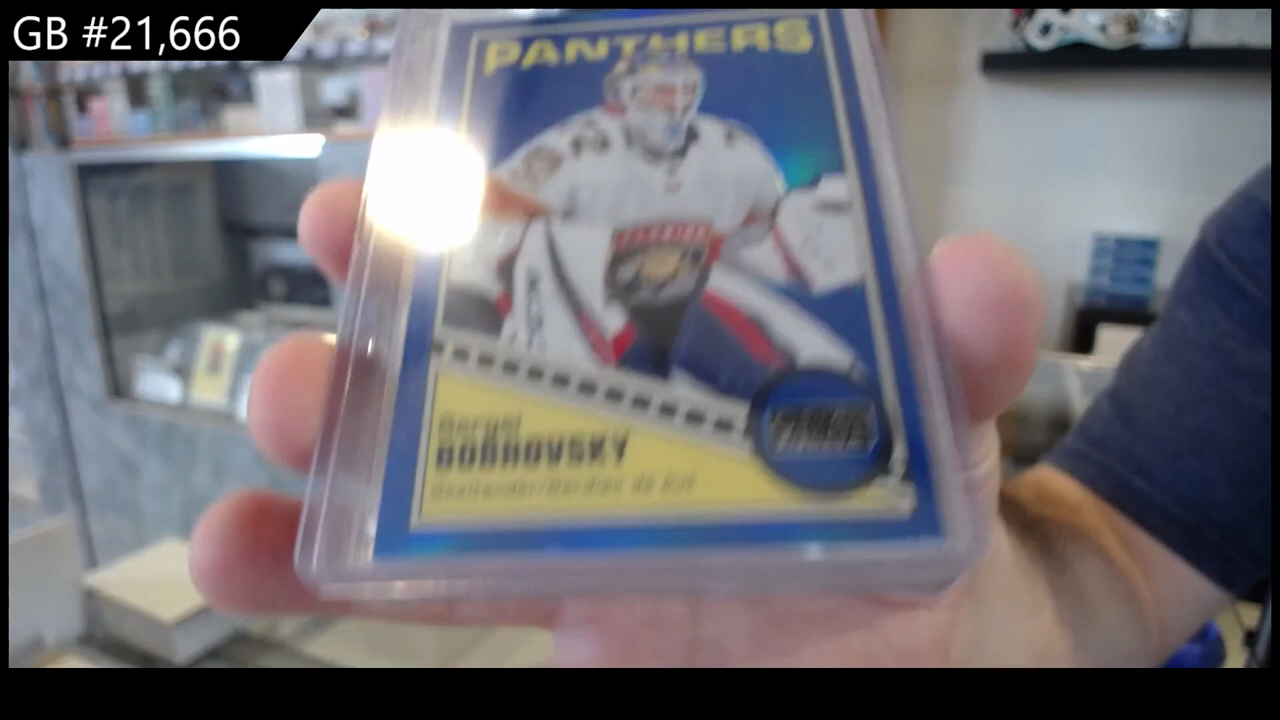 GB #21,666
PANTHERS
Sergei
BOBROVSKY
Goaltender/Gardien de but